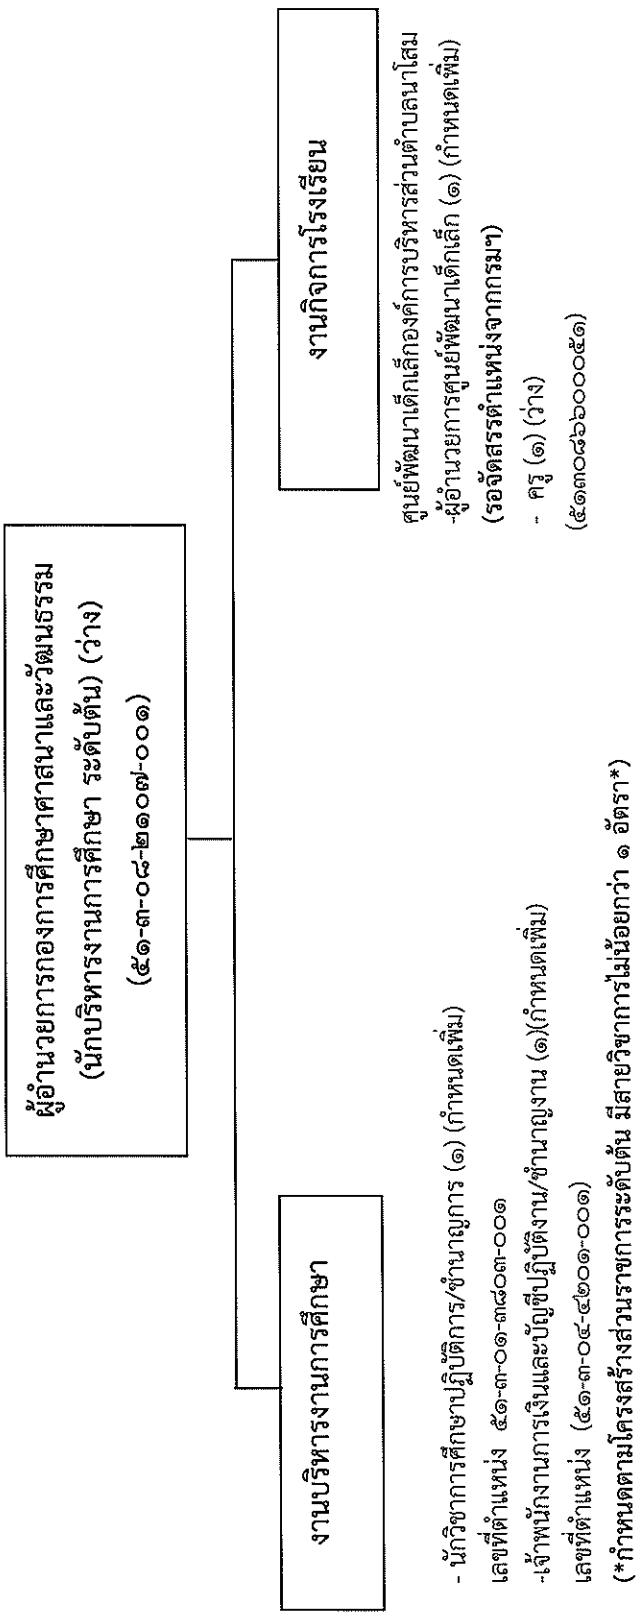 ผู้อำนวยการกองการศึกษาศาสนาและวัฒนธรรม
(นักบริหารงานการศึกษา ระดับต้น) (ว่าง)
(๕๑-๓-๐๘-๒๑๐๗-๐๐๑)
งานบริหารงานการศึกษา
- นักวิชาการศึกษาปฏิบัติการ/ชำนาญการ (๑) (กำหนดเพิ่ม)
เลขที่ตำแหน่ง ๕๑-๓-๐๑-๓๘๐๓-๐๐๑
-เจ้าพนักงานการเงินและบัญชีปฏิบัติงาน/ชำนาญงาน (๑)(กำหนดเพิ่ม)
เลขที่ตำแหน่ง (๕๑-๓-๐๔-๔๒๐๑-๐๐๑)
(*กำหนดตามโครงสร้างส่วนราชการระดับต้น มีสายวิชาการไม่น้อยกว่า ๑ อัตรา*)
งานกิจการโรงเรียน
ศูนย์พัฒนาเด็กเล็กองค์การบริหารส่วนตำบลนาโสม
-ผู้อำนวยการศูนย์พัฒนาเด็กเล็ก (๑) (กำหนดเพิ่ม)
(รอจัดสรรตำแหน่งจากกรมฯ)
- ครู (๑) (ว่าง)
(๕๑๓๐๘๖๖๐๐๐๕๑)